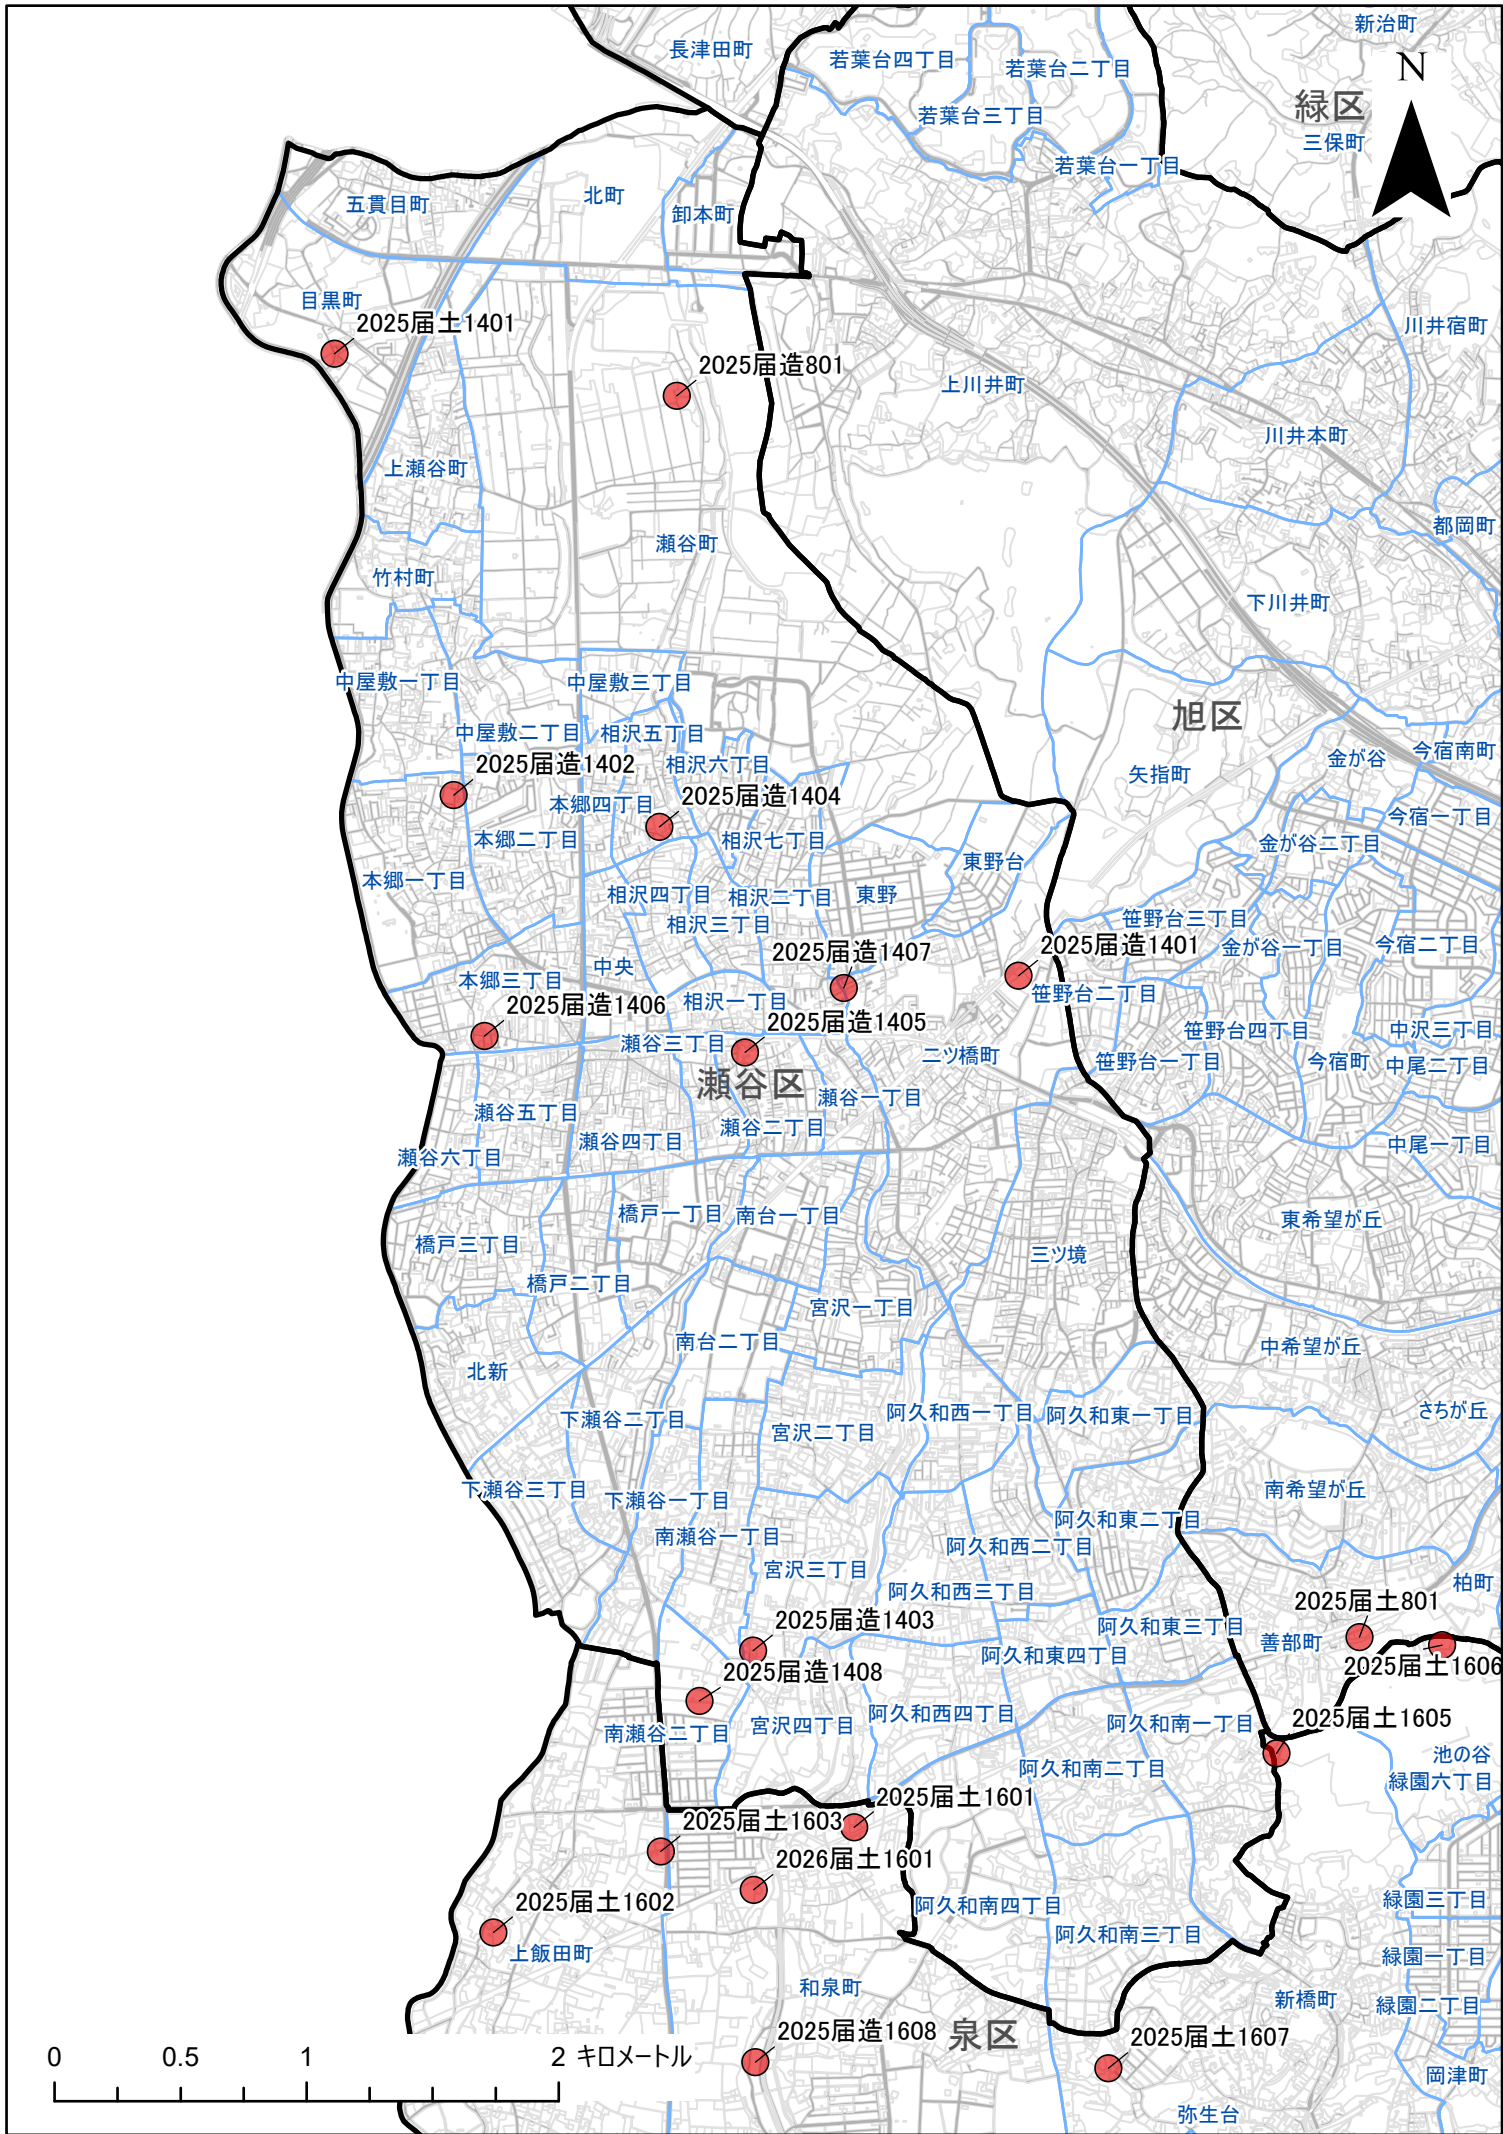 新治町
長津田町
若葉台四丁目
若葉台二丁目
N
緑区
若葉台三丁目
三保町
若葉台一丁目
北町
五貫目町
卸本町
目黒町
2025届土1401
川井宿町
2025届造801
上川井町
川井本町
上瀬谷町
都岡町
瀬谷町
竹村町
下川井町
中屋敷一丁目
中屋敷三丁目
旭区
中屋敷二丁目
相沢五丁目
今宿南町
金が谷
2025届造1402
相沢六丁目
矢指町
2025届造1404
本郷四丁目
今宿一丁目
本郷二丁目
相沢七丁目
金が谷二丁目
東野台
本郷一丁目
相沢四丁目
相沢二丁目
東野
相沢三丁目
笹野台三丁目
2025届造1407
2025届造1401
金が谷一丁目
今宿二丁目
中央
本郷三丁目
笹野台二丁目
2025届造1406
相沢一丁目
2025届造1405
笹野台四丁目
中沢三丁目
瀬谷三丁目
二ツ橋町
笹野台一丁目
今宿町
中尾二丁目
瀬谷区
瀬谷一丁目
瀬谷五丁目
瀬谷二丁目
瀬谷四丁目
中尾一丁目
瀬谷六丁目
橋戸一丁目
南台一丁目
東希望が丘
橋戸三丁目
三ツ境
橋戸二丁目
宮沢一丁目
南台二丁目
中希望が丘
北新
さちが丘
下瀬谷二丁目
阿久和西一丁目
阿久和東一丁目
宮沢二丁目
下瀬谷三丁目
下瀬谷一丁目
南希望が丘
阿久和東二丁目
南瀬谷一丁目
阿久和西二丁目
宮沢三丁目
柏町
阿久和西三丁目
2025届土801
2025届造1403
阿久和東三丁目
善部町
阿久和東四丁目
2025届土1606
2025届造1408
阿久和西四丁目
2025届土1605
南瀬谷二丁目
宮沢四丁目
阿久和南一丁目
池の谷
阿久和南二丁目
緑園六丁目
2025届土1601
2025届土1603
2026届土1601
2025届土1602
阿久和南四丁目
緑園三丁目
阿久和南三丁目
上飯田町
緑園一丁目
和泉町
新橋町
緑園二丁目
2025届造1608
泉区
2025届土1607
0 0.5 1 2 キロメートル
岡津町
弥生台